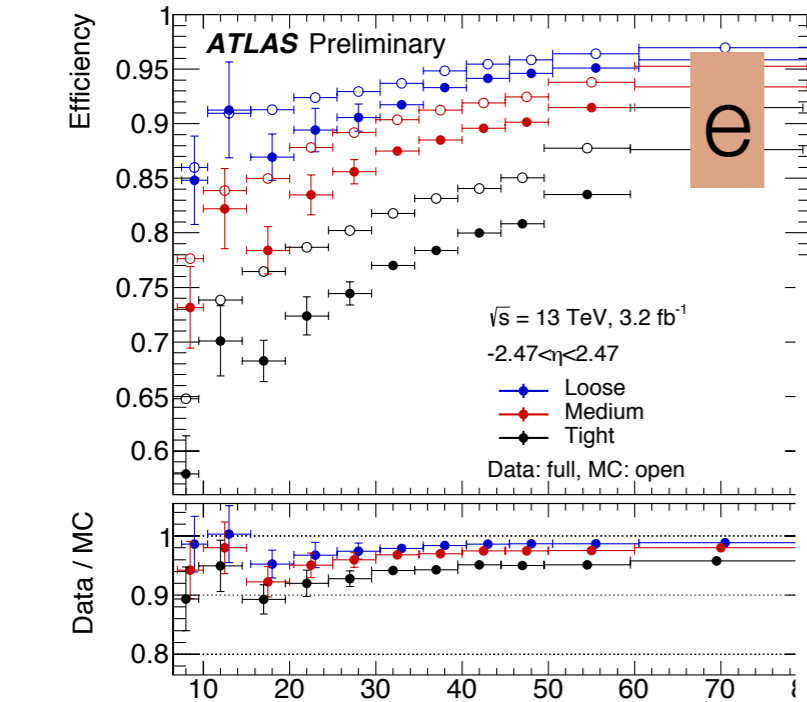 1
ATLAS Preliminary
Efficiency
0.95
0.9
e
0.85
0.8
0.75
√s = 13 TeV, 3.2 fb⁻¹
0.7
-2.47<η<2.47
Loose
0.65
Medium
Tight
0.6
Data: full, MC: open
Data / MC
1
0.9
0.8
10 20 30 40 50 60 70